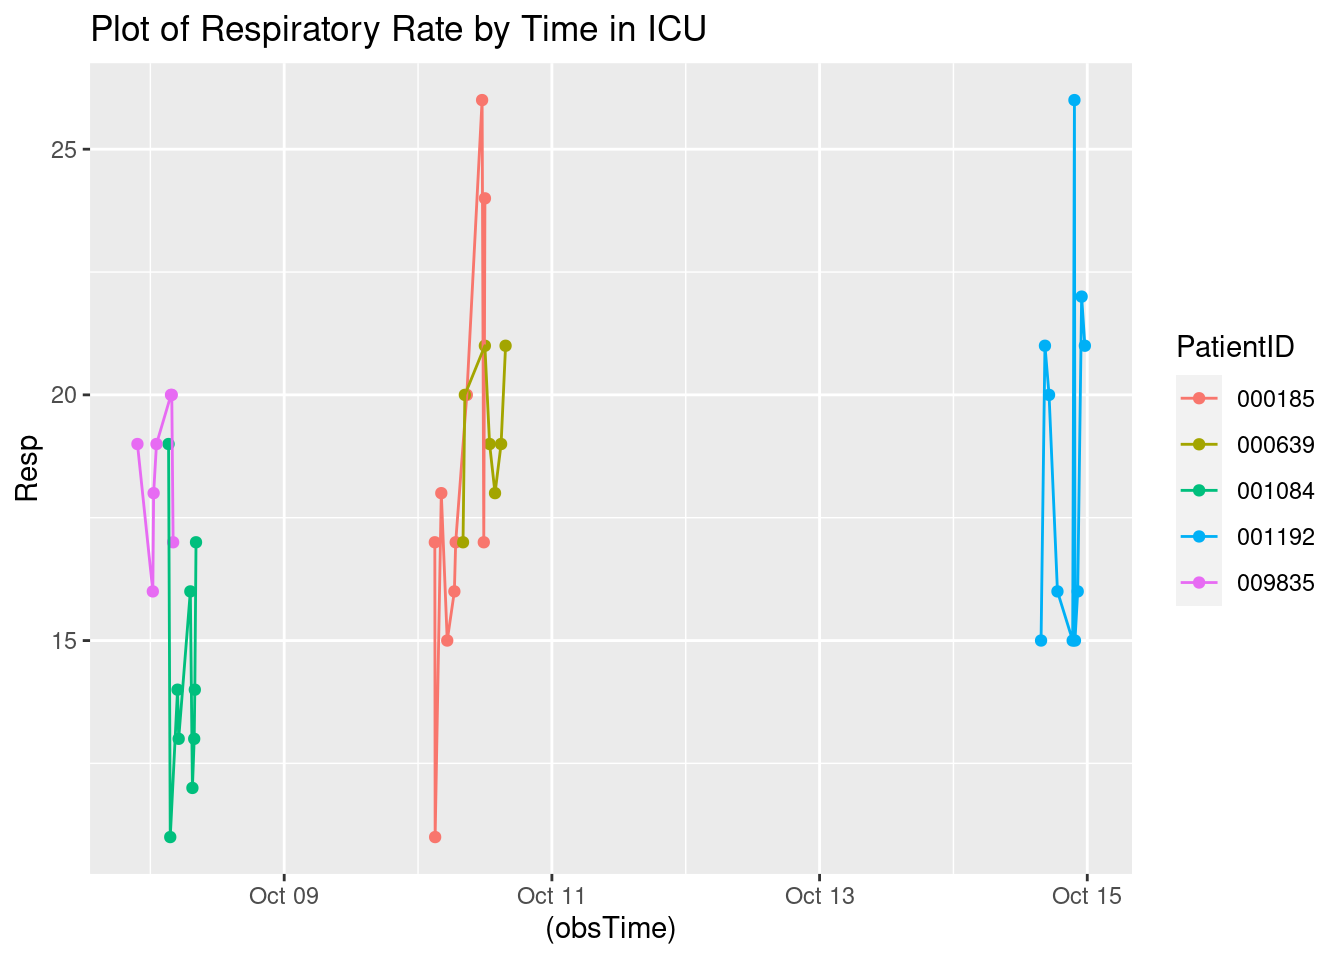 Plot of Respiratory Rate by Time in ICU
25
20
15
Resp
Oct 09
Oct 11
Oct 13
Oct 15
(obsTime)
PatientID
000185
000639
001084
001192
009835